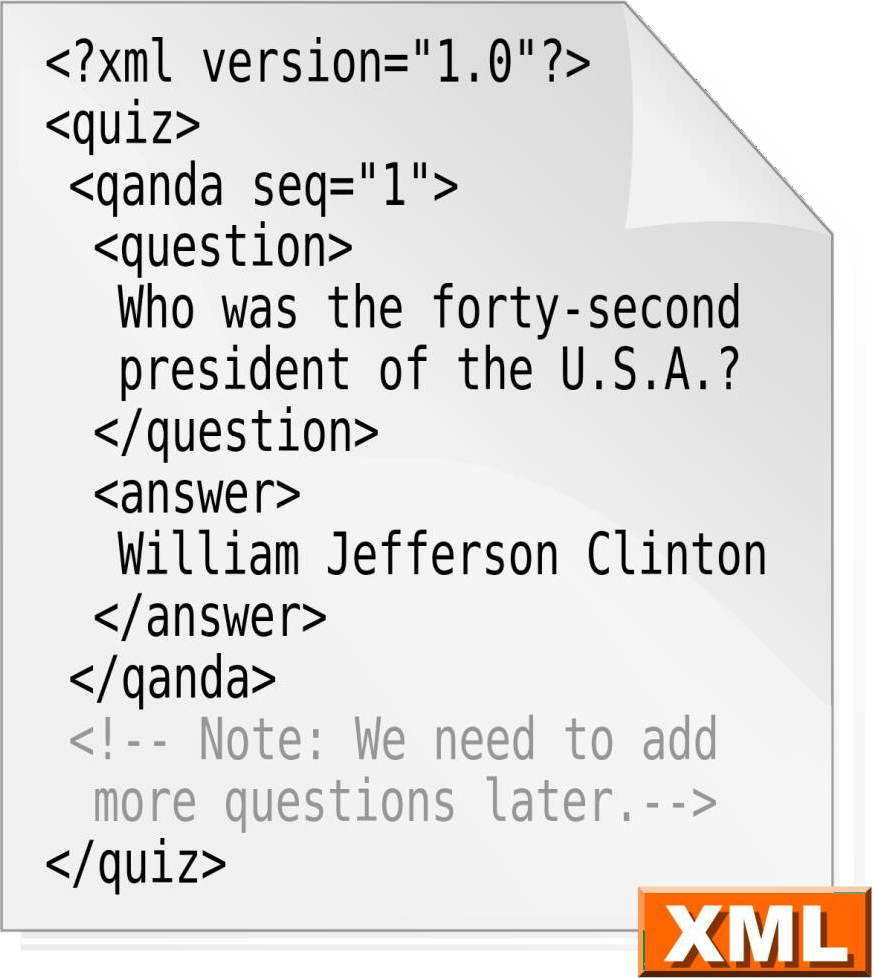 <?xml version="1.0"?>
<quiz>
<qanda seq="1">
<question>
Who was the forty-second
president of the U.S.A.?
</question>
<answer>
William Jefferson Clinton
</answer>
</qanda>
<!-- Note: We need to add
more questions later.-->
</quiz>
XML